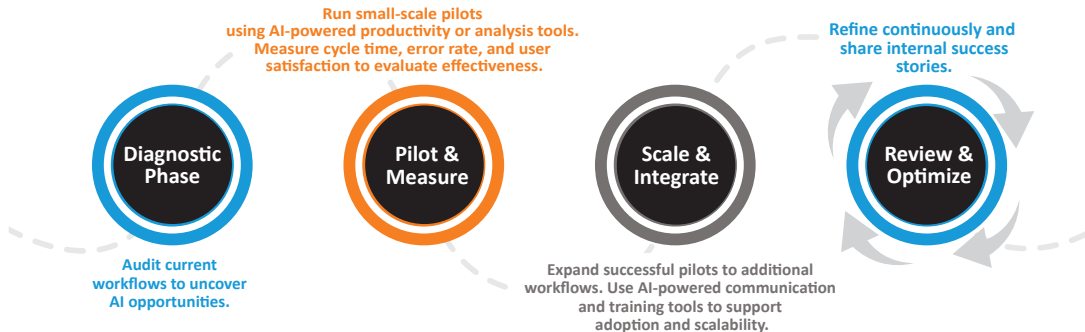 Diagnostic
Phase
Audit current
workflows to uncover
AI opportunities.
Run small-scale pilots
using AI-powered productivity or analysis tools.
Measure cycle time, error rate, and user
satisfaction to evaluate effectiveness.
Pilot &
Measure
Scale &
Integrate
Expand successful pilots to additional
workflows. Use AI-powered communication
and training tools to support
adoption and scalability.
Refine continuously and
share internal success
stories.
Review &
Optimize